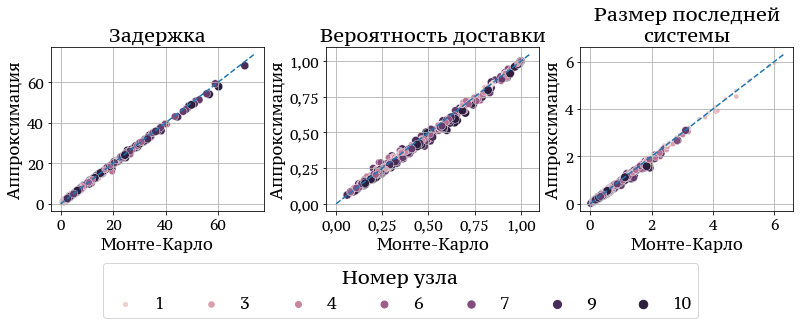 Задержка
Аппроксимация
60
40
20
0
0 20 40 60
Монте-Карло
Вероятность доставки
Аппроксимация
1,00
0,75
0,50
0,25
0,00
0,00 0,25 0,50 0,75 1,00
Монте-Карло
Размер последней
системы
Аппроксимация
6
4
2
0
0 2 4 6
Монте-Карло
Номер узла
1 3 4 6 7 9 10